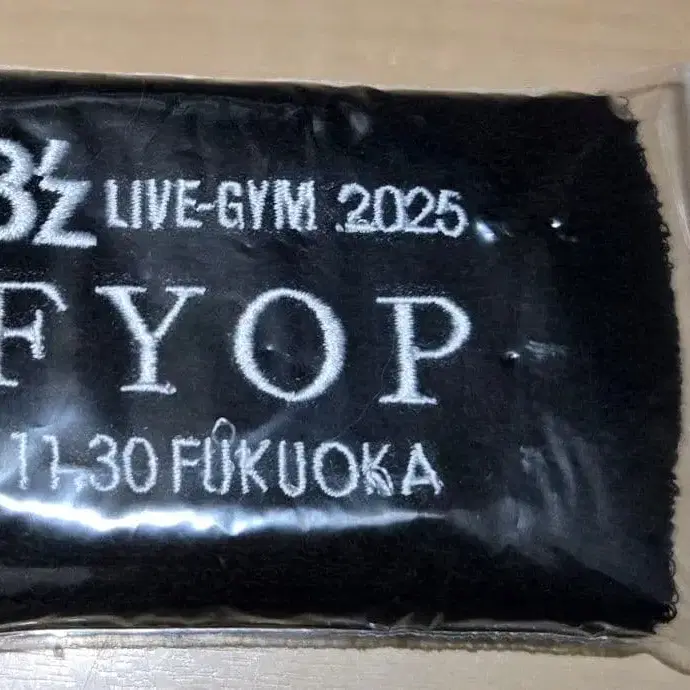 B'z LIVE-GYM 2025
FYOP
11.30 FUKUOKA